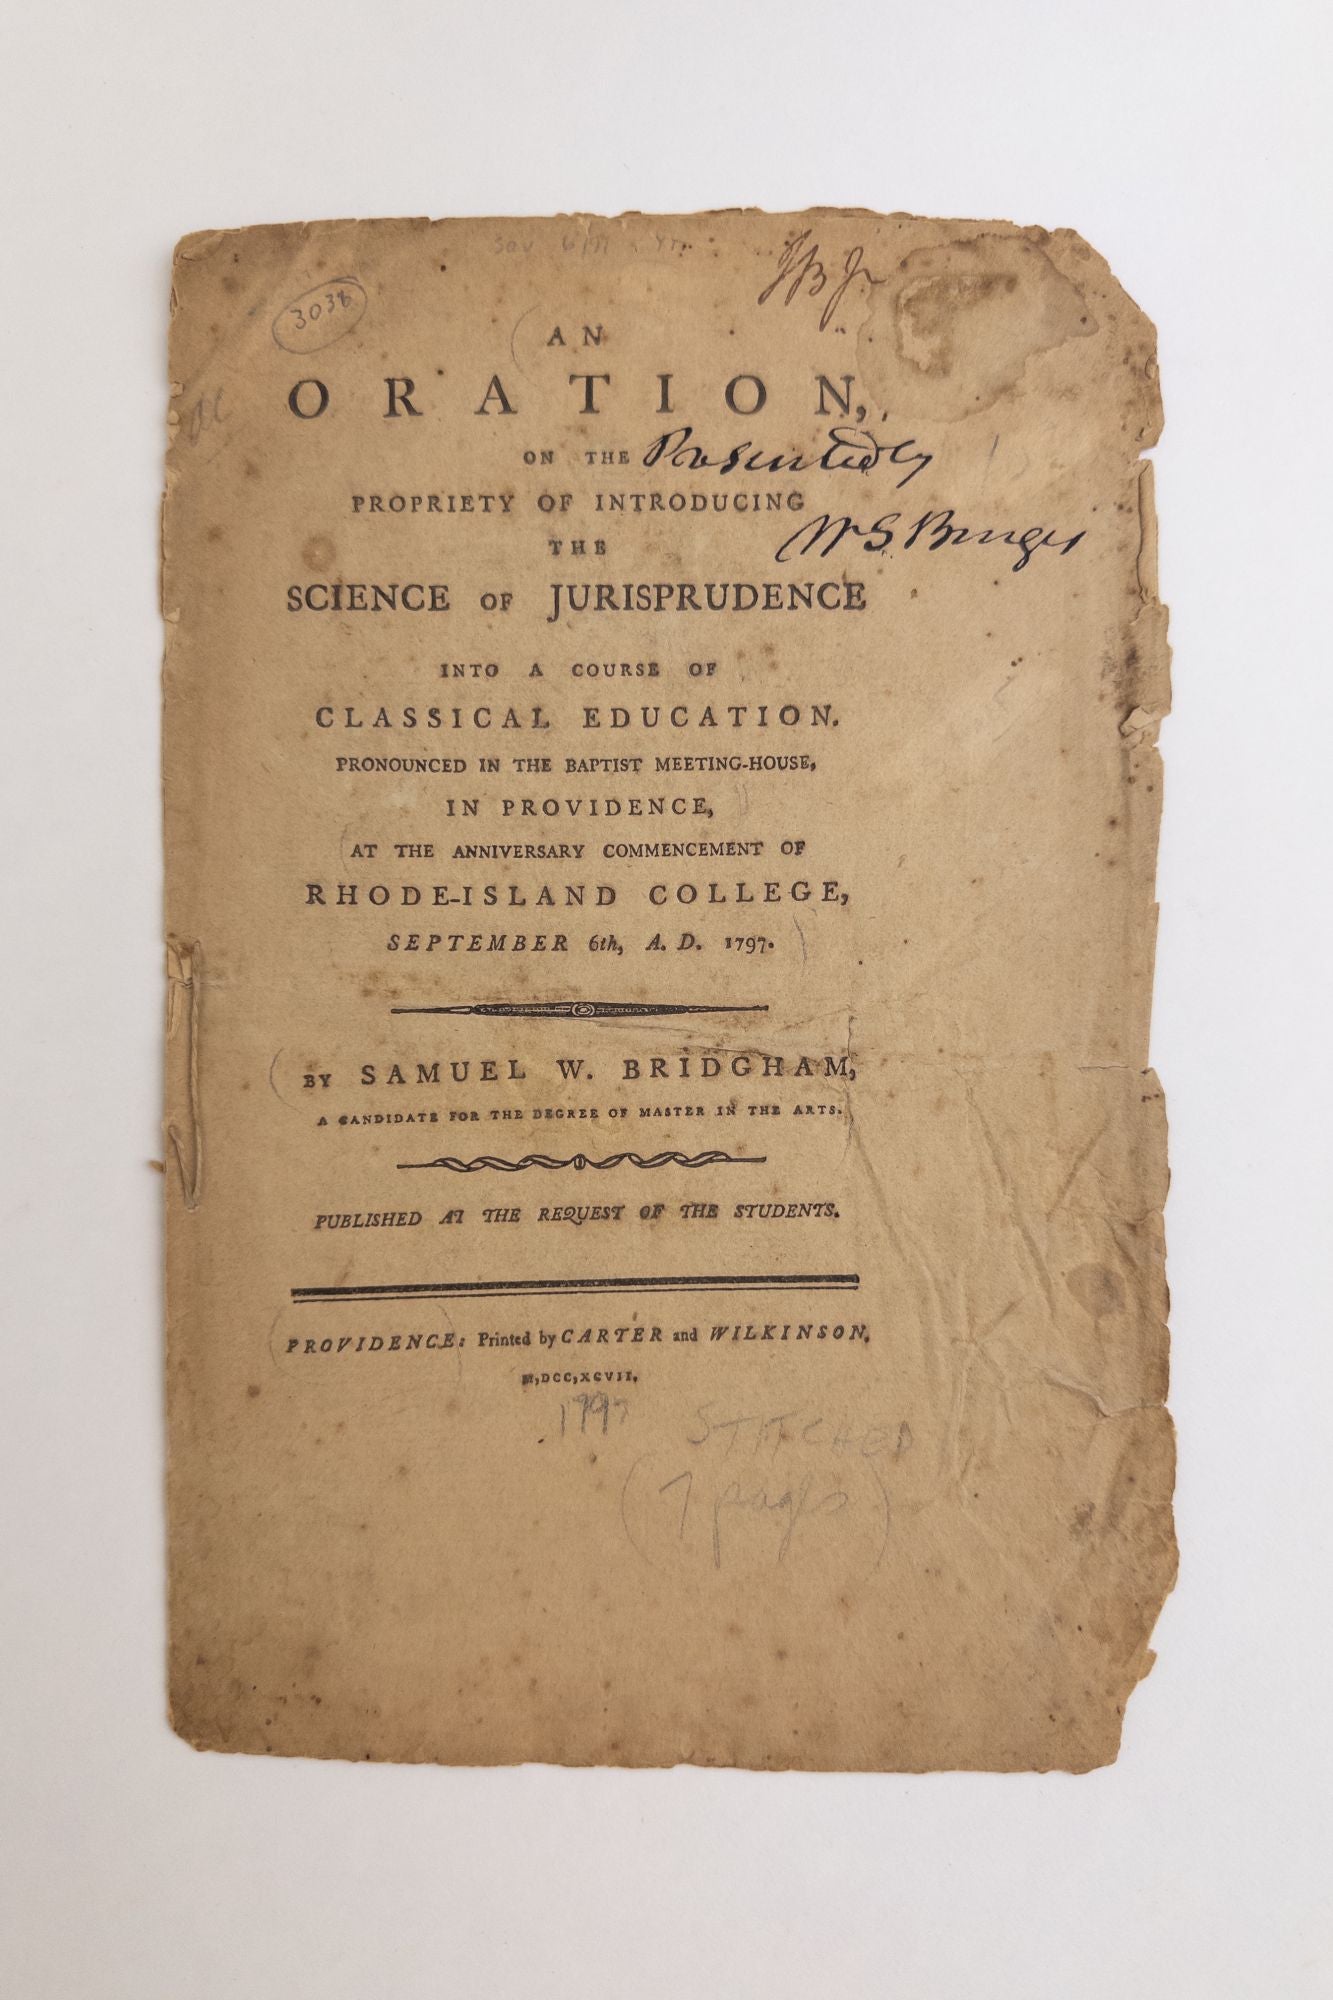 3038
AN
ORATION,
ON THE
Presented by
PROPRIETY OF INTRODUCING
W S Burges
THE
SCIENCE OF JURISPRUDENCE
INTO A COURSE OF
CLASSICAL EDUCATION.
PRONOUNCED IN THE BAPTIST MEETING-HOUSE,
IN PROVIDENCE,
AT THE ANNIVERSARY COMMENCEMENT OF
RHODE-ISLAND COLLEGE,
SEPTEMBER 6th, A. D. 1797.
BY SAMUEL W. BRIDGHAM,
A CANDIDATE FOR THE DEGREE OF MASTER IN THE ARTS.
PUBLISHED AT THE REQUEST OF THE STUDENTS.
PROVIDENCE: Printed by CARTER and WILKINSON.
M,DCC,XCVII.
1797
STITCHED
(7 pages)